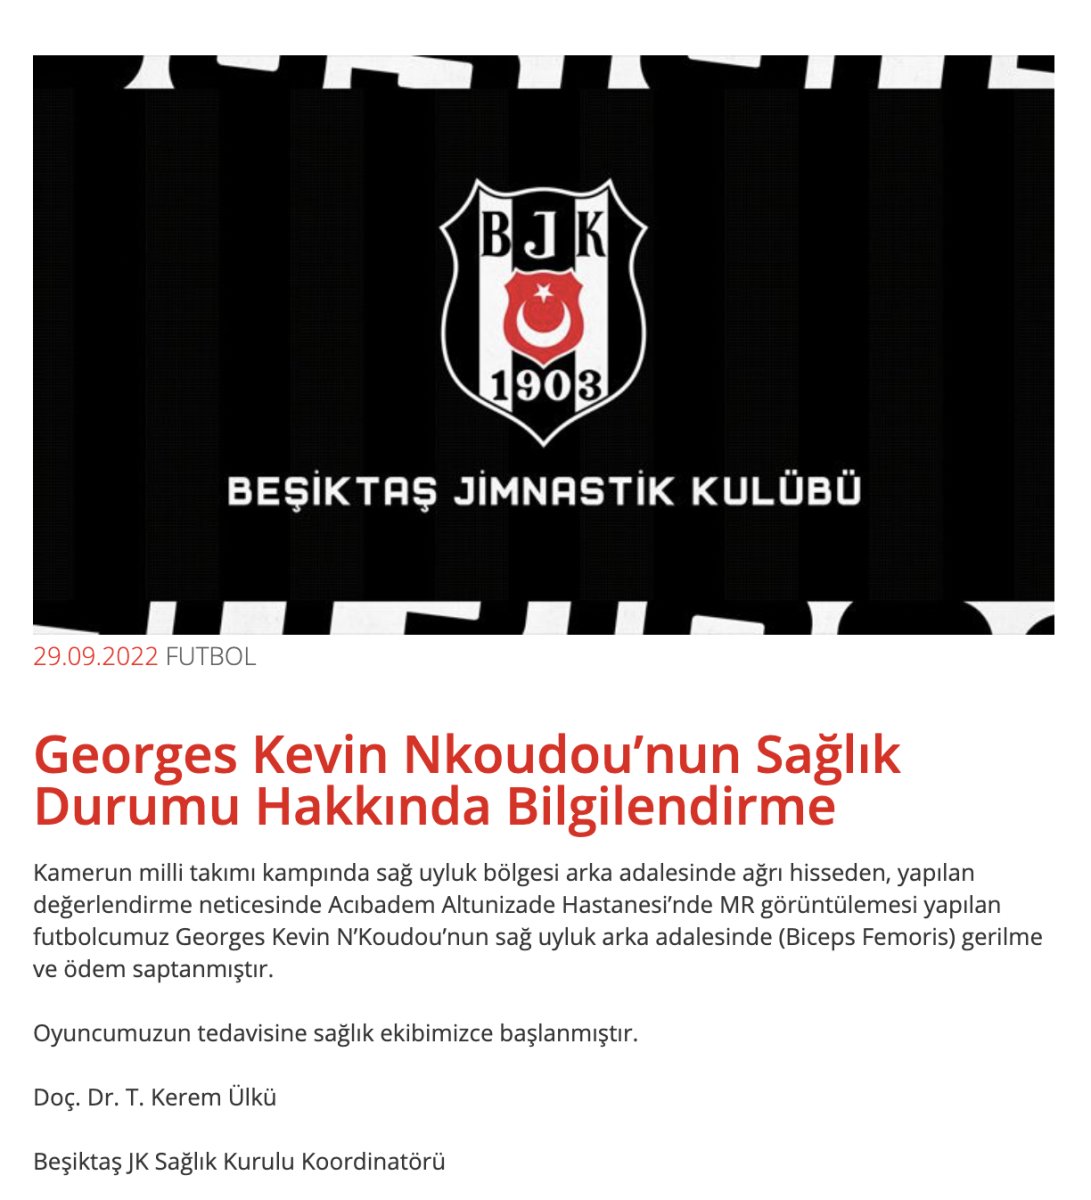 BJK
1903
BEŞİKTAŞ JİMNASTİK KULÜBÜ
29.09.2022 FUTBOL
Georges Kevin Nkoudou’nun Sağlık
Durumu Hakkında Bilgilendirme
Kamerun milli takımı kampında sağ uyluk bölgesi arka adalesinde ağrı hisseden, yapılan
değerlendirme neticesinde Acıbadem Altunizade Hastanesi’nde MR görüntülemesi yapılan
futbolcumuz Georges Kevin N’Koudou’nun sağ uyluk arka adalesinde (Biceps Femoris) gerilme
ve ödem saptanmıştır.
Oyuncumuzun tedavisine sağlık ekibimizce başlanmıştır.
Doç. Dr. T. Kerem Ülkü
Beşiktaş JK Sağlık Kurulu Koordinatörü